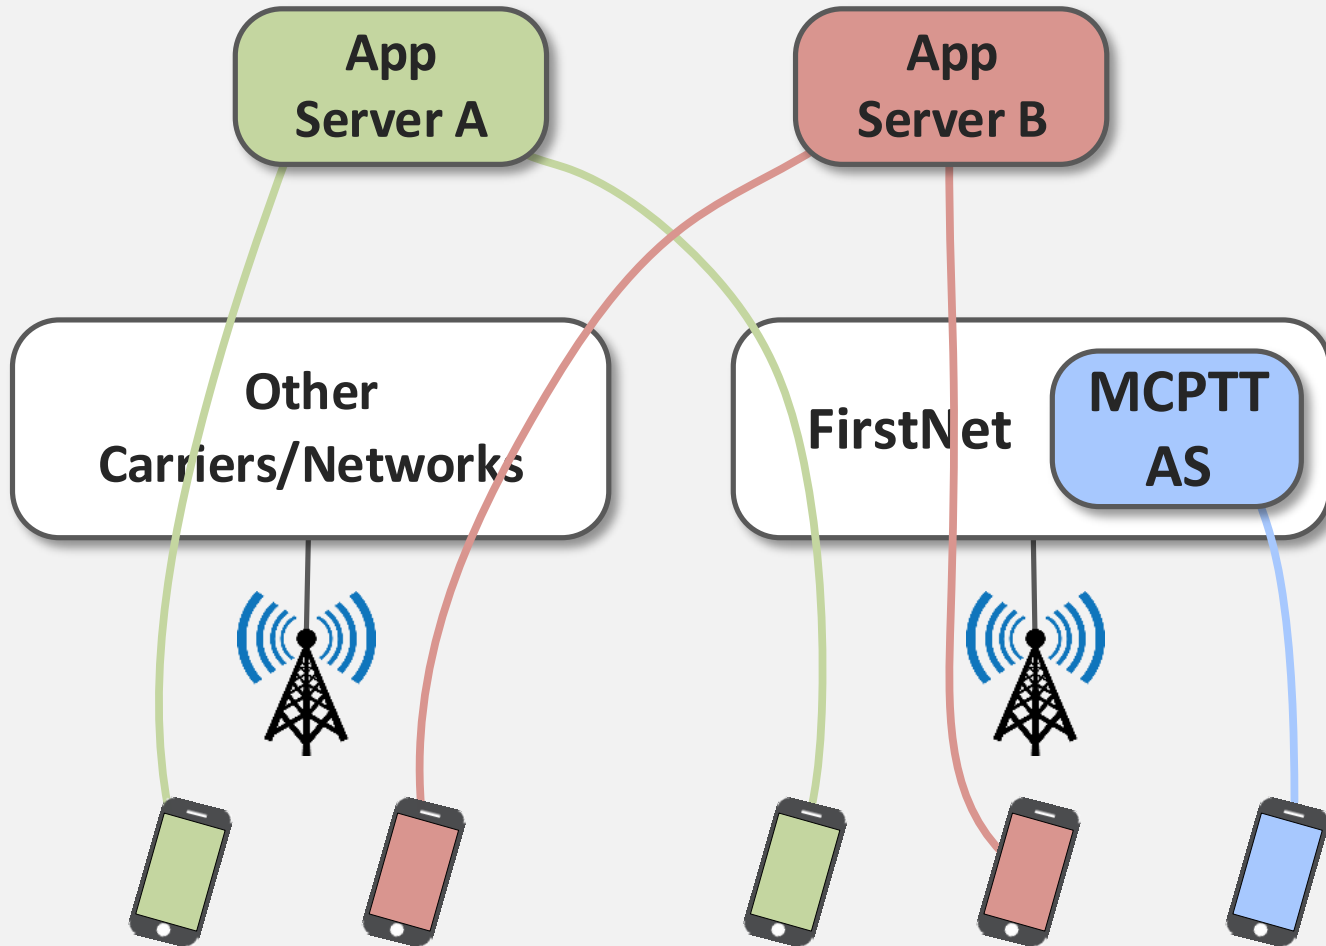 App
Server A
App
Server B
Other
Carriers/Networks
FirstNet
MCPTT
AS